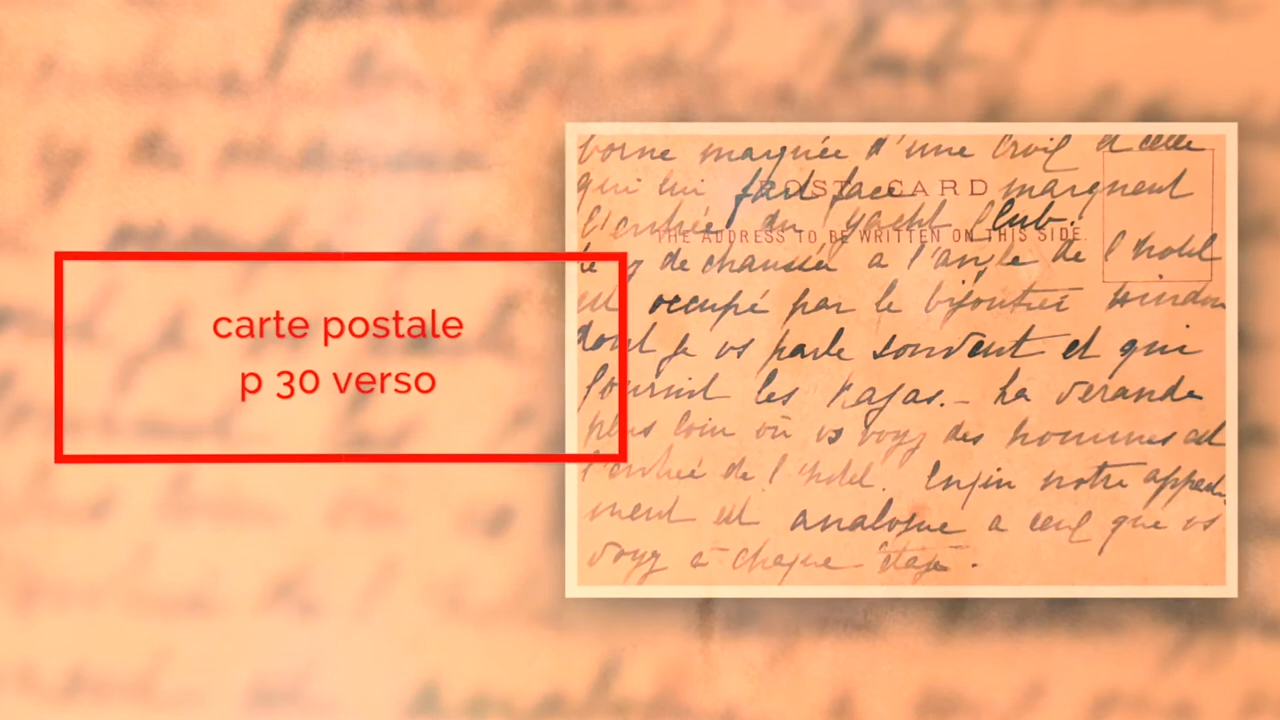 carte postale
p 30 verso
borne marquée d'une croix et celle
POST CARD
qui lui fait face marquent
l'entrée du yacht Club.
THE ADDRESS TO BE WRITTEN ON THIS SIDE.
le rez de chaussée a l'angle de l'hotel
est occupé par le bijoutier
dont je vs parle souvent et qui
fournit les Rajas. - La veranda
plus loin où vs voyez des hommes est
l'entrée de l'hotel. Enfin notre apparte
ment est analogue a ceux que vs
voyez à chaque étage.